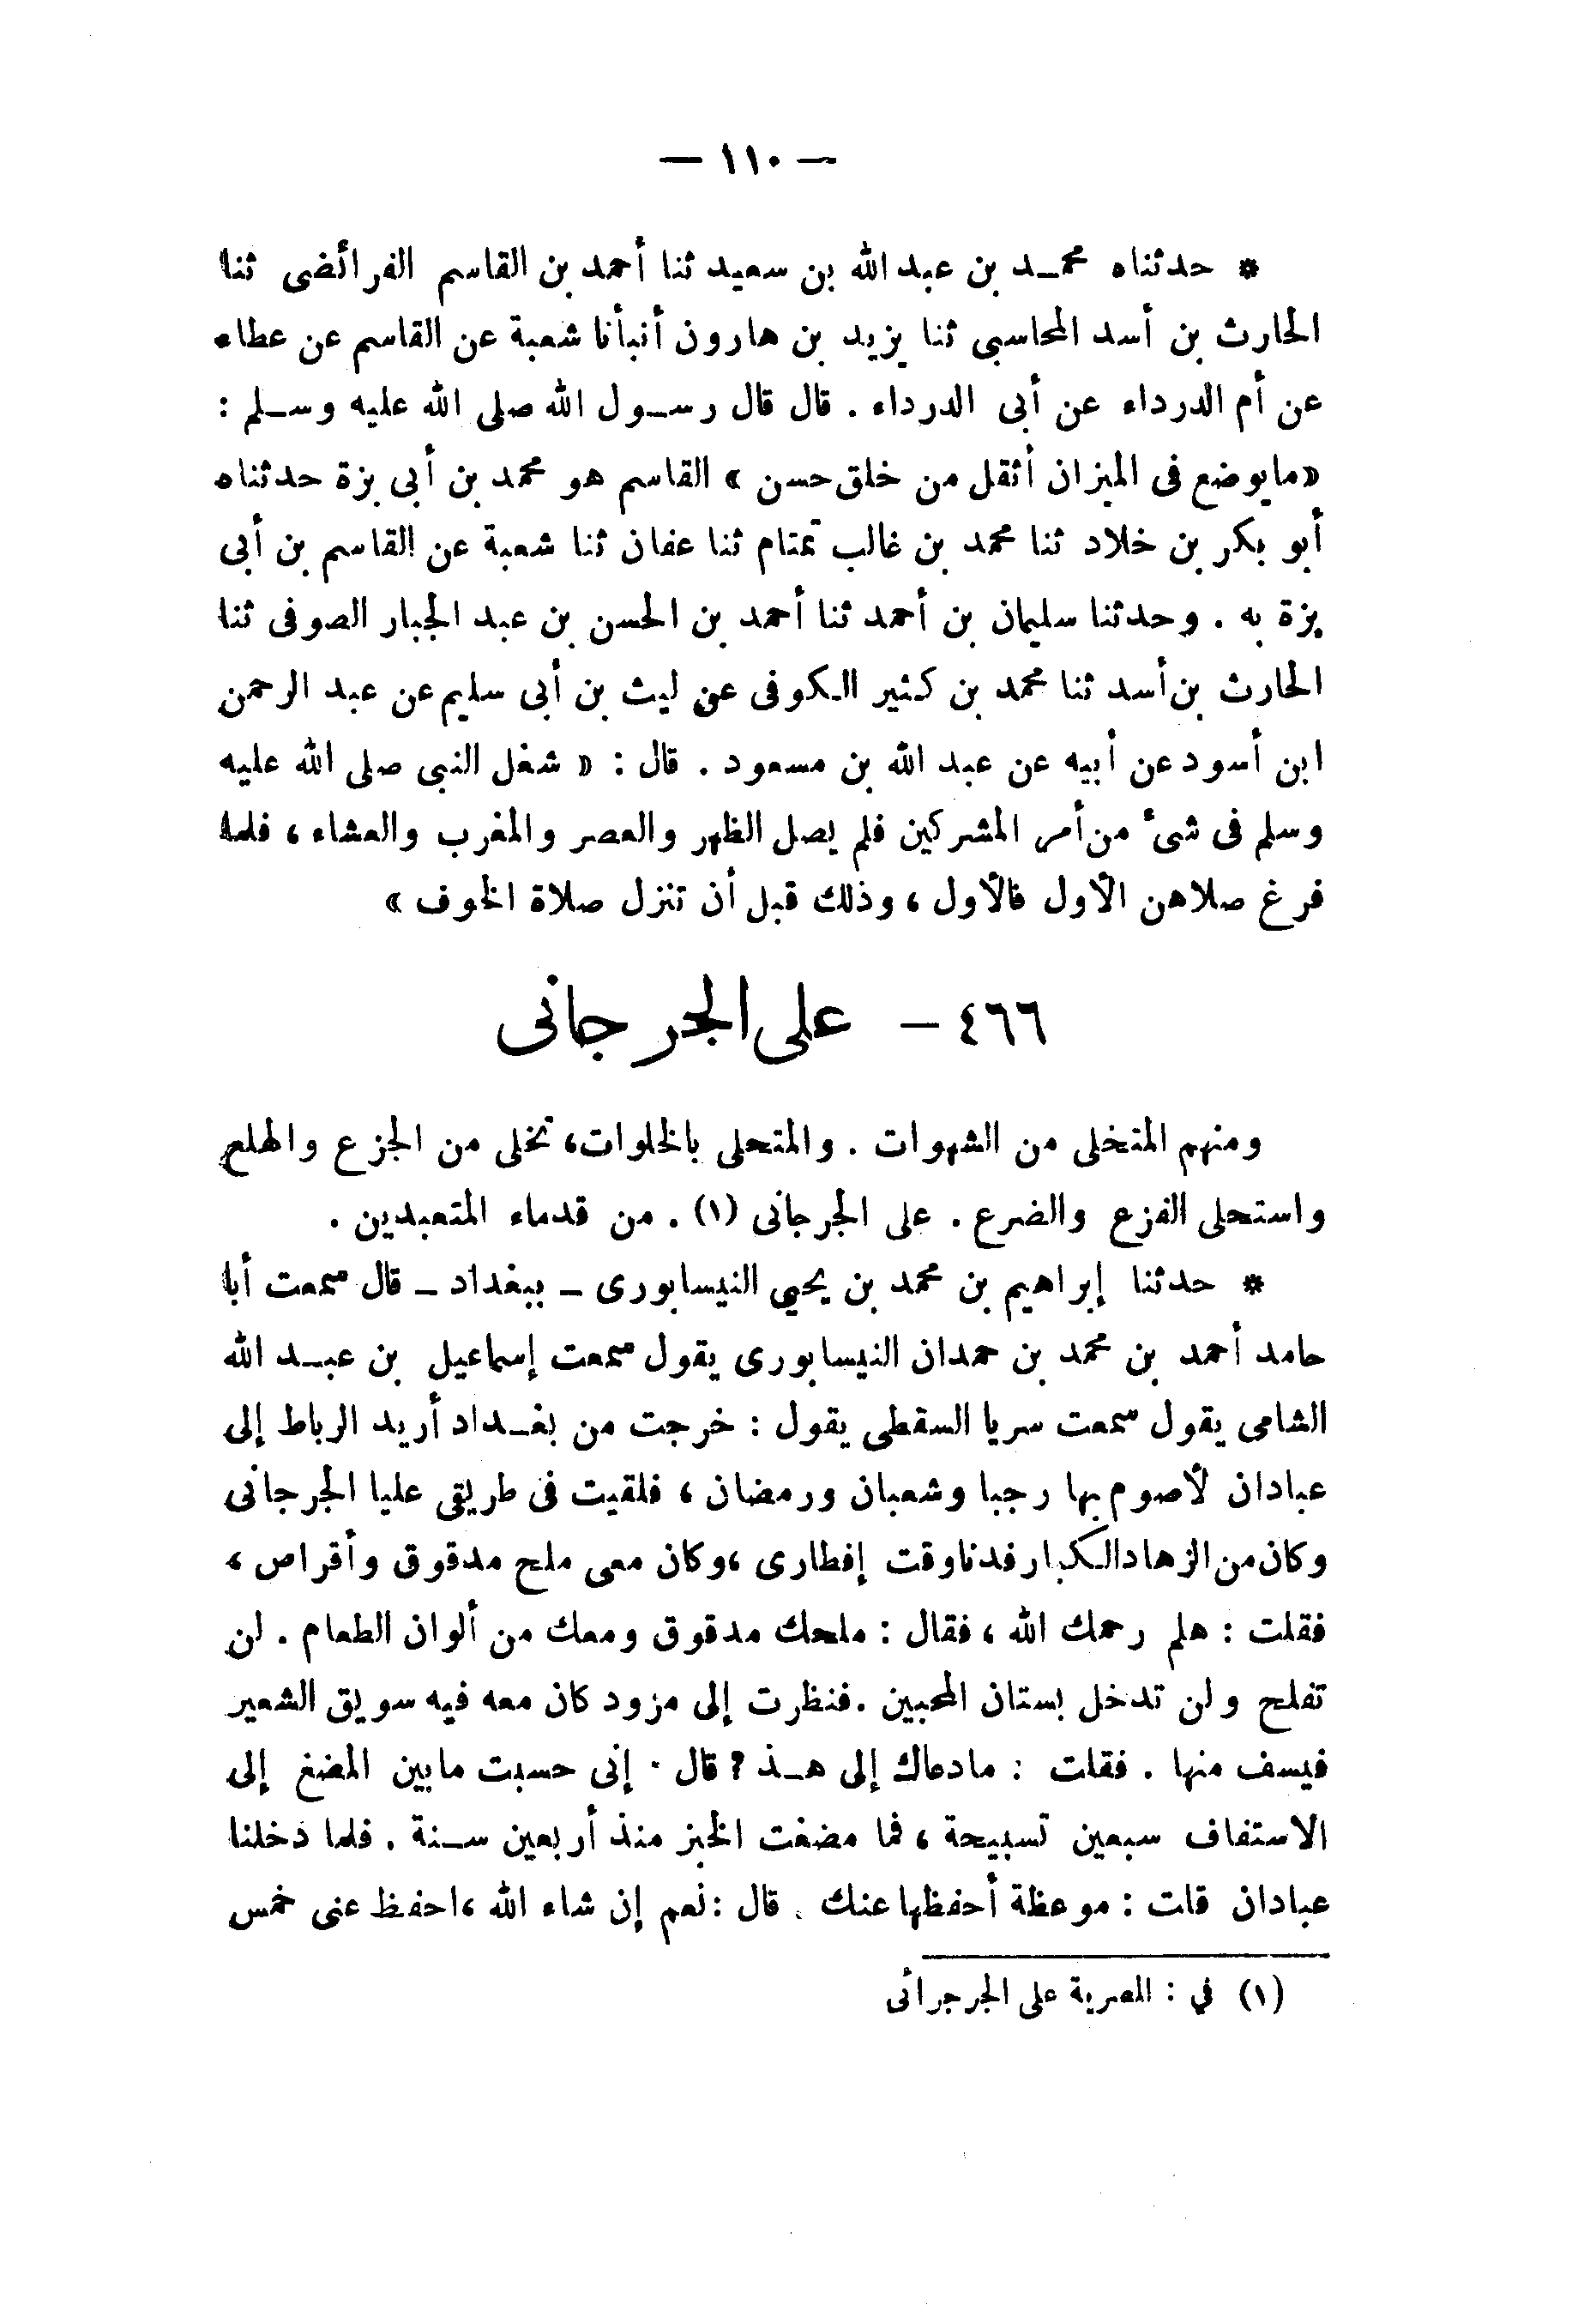 — ١١٠ —
* حدثناه محمد بن عبد الله بن سعيد ثنا أحمد بن القاسم الفرائضى ثنا
الحارث بن أسد المحاسبى ثنا يزيد بن هارون أنبأنا شعبة عن القاسم عن عطاء
عن أم الدرداء عن أبى الدرداء . قال قال رسول الله صلى الله عليه وسلم :
«مايوضع فى الميزان أثقل من خلق حسن » القاسم هو محمد بن أبى بزة حدثناه
أبو بكر بن خلاد ثنا محمد بن غالب تمتام ثنا عفان ثنا شعبة عن القاسم بن أبى
بزة به . وحدثنا سليمان بن أحمد ثنا أحمد بن الحسن بن عبد الجبار الصوفى ثنا
الحارث بن أسد ثنا محمد بن كثير الكوفى عن ليث بن أبى سليم عن عبد الرحمن
ابن أسود عن أبيه عن عبد الله بن مسعود . قال : « شغل النبى صلى الله عليه
وسلم فى شىء من أمر المشركين فلم يصل الظهر والعصر والمغرب والعشاء ، فلما
فرغ صلاهن الأول فالأول ، وذلك قبل أن تنزل صلاة الخوف »
٤٦٦ – على الجرجانى
ومنهم المتخلى من الشهوات . والمتحلى بالخلوات، تخلى من الجزع والهلع
واستحلى الفزع والضرع . على الجرجانى (١) . من قدماء المتعبدين .
* حدثنا إبراهيم بن محمد بن يحيى النيسابورى – ببغداد – قال سمعت أبا
حامد أحمد بن محمد بن حمدان النيسابورى يقول سمعت إسماعيل بن عبد الله
الشامى يقول سمعت سريا السقطى يقول : خرجت من بغداد أريد الرباط إلى
عبادان لأصوم بها رجبا وشعبان ورمضان ، فلقيت فى طريقى عليا الجرجانى
وكان من الزهاد الكبار فدنا وقت إفطارى ،وكان معى ملح مدقوق وأقراص ،
فقلت : هلم رحمك الله ، فقال : ملحك مدقوق ومعك من ألوان الطعام . لن
تفلح ولن تدخل بستان المحبين .فنظرت إلى مزود كان معه فيه سويق الشعير
فيسف منها . فقلت : مادعاك إلى هـذ ؟ قال . إنى حسبت مابين المضغ إلى
الاستفاف سبعين تسبيحة ، فما مضغت الخبز منذ أربعين سنة . فلما دخلنا
عبادان قلت : موعظة أحفظها عنك . قال :نعم إن شاء الله ،احفظ عنى خمس
(١) في : المصرية على الجرجرائى